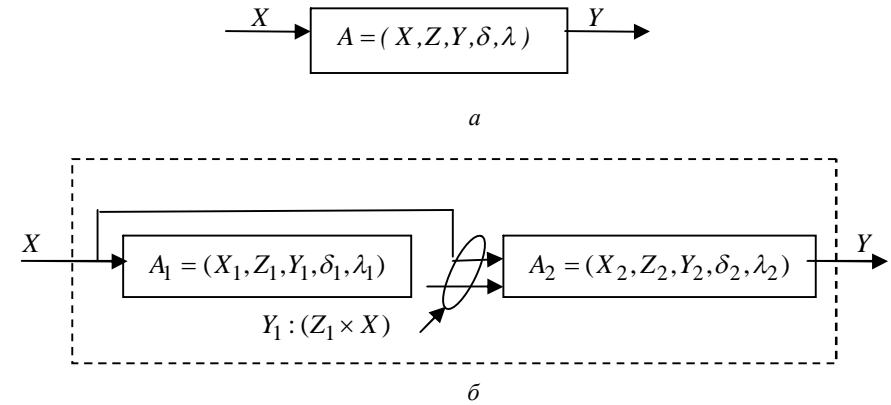 X
A = ( X ,Z ,Y ,δ ,λ )
Y
а
X
A₁ = (X₁ , Z₁ , Y₁ , δ₁ , λ₁ )
A₂ = (X₂ , Z₂ , Y₂ , δ₂ , λ₂ )
Y
Y₁ : (Z₁ × X)
б